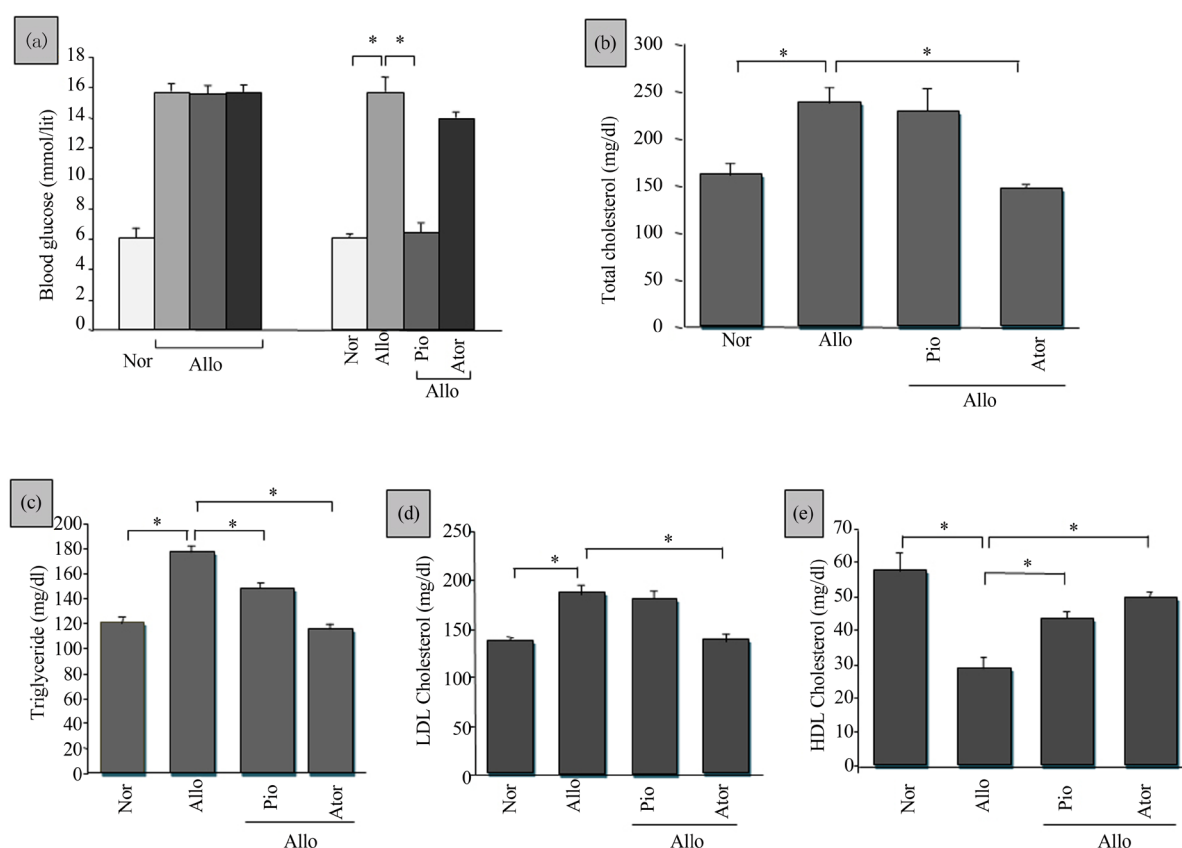 (a)
Blood glucose (mmol/lit)
18
16
14
12
10
8
6
4
2
0
* *
Nor
Allo
Nor
Allo
Pio
Ator
Allo
(b)
Total cholesterol (mg/dl)
300
250
200
150
100
50
0
* *
Nor
Allo
Pio
Ator
Allo
(c)
Triglyceride (mg/dl)
200
180
160
140
120
100
80
60
40
20
0
*
* *
Nor
Allo
Pio
Ator
Allo
(d)
LDL Cholesterol (mg/dl)
250
200
150
100
50
0
*
*
Nor
Allo
Pio
Ator
Allo
(e)
HDL Cholesterol (mg/dl)
70
60
50
40
30
20
10
0
* *
*
Nor
Allo
Pio
Ator
Allo